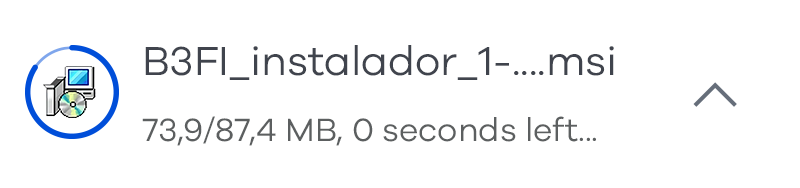 B3FI_instalador_1-....msi
73,9/87,4 MB, 0 seconds left...